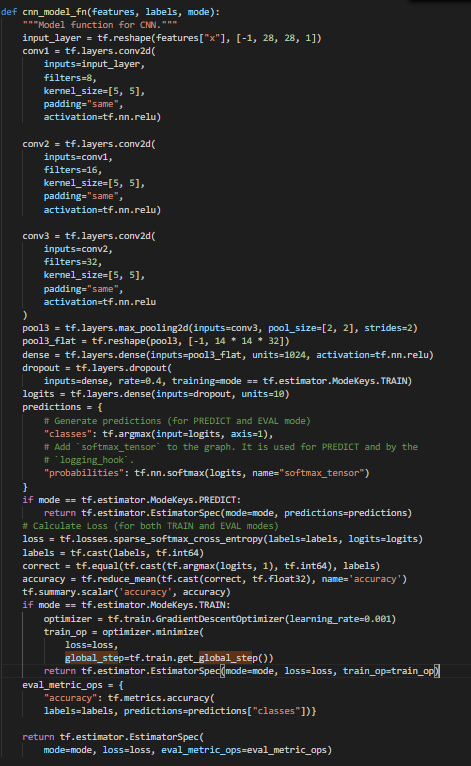 def cnn_model_fn(features, labels, mode):
    """Model function for CNN."""
    input_layer = tf.reshape(features["x"], [-1, 28, 28, 1])
    conv1 = tf.layers.conv2d(
        inputs=input_layer,
        filters=8,
        kernel_size=[5, 5],
        padding="same",
        activation=tf.nn.relu)

    conv2 = tf.layers.conv2d(
        inputs=conv1,
        filters=16,
        kernel_size=[5, 5],
        padding="same",
        activation=tf.nn.relu)

    conv3 = tf.layers.conv2d(
        inputs=conv2,
        filters=32,
        kernel_size=[5, 5],
        padding="same",
        activation=tf.nn.relu
    )
    pool3 = tf.layers.max_pooling2d(inputs=conv3, pool_size=[2, 2], strides=2)
    pool3_flat = tf.reshape(pool3, [-1, 14 * 14 * 32])
    dense = tf.layers.dense(inputs=pool3_flat, units=1024, activation=tf.nn.relu)
    dropout = tf.layers.dropout(
        inputs=dense, rate=0.4, training=mode == tf.estimator.ModeKeys.TRAIN)
    logits = tf.layers.dense(inputs=dropout, units=10)
    predictions = {
        # Generate predictions (for PREDICT and EVAL mode)
        "classes": tf.argmax(input=logits, axis=1),
        # Add `softmax_tensor` to the graph. It is used for PREDICT and by the
        # `logging_hook`.
        "probabilities": tf.nn.softmax(logits, name="softmax_tensor")
    }
    if mode == tf.estimator.ModeKeys.PREDICT:
        return tf.estimator.EstimatorSpec(mode=mode, predictions=predictions)
    # Calculate Loss (for both TRAIN and EVAL modes)
    loss = tf.losses.sparse_softmax_cross_entropy(labels=labels, logits=logits)
    labels = tf.cast(labels, tf.int64)
    correct = tf.equal(tf.cast(tf.argmax(logits, 1), tf.int64), labels)
    accuracy = tf.reduce_mean(tf.cast(correct, tf.float32), name='accuracy')
    tf.summary.scalar('accuracy', accuracy)
    if mode == tf.estimator.ModeKeys.TRAIN:
        optimizer = tf.train.GradientDescentOptimizer(learning_rate=0.001)
        train_op = optimizer.minimize(
            loss=loss,
            global_step=tf.train.get_global_step())
        return tf.estimator.EstimatorSpec(mode=mode, loss=loss, train_op=train_op)
    eval_metric_ops = {
        "accuracy": tf.metrics.accuracy(
        labels=labels, predictions=predictions["classes"])}

    return tf.estimator.EstimatorSpec(
        mode=mode, loss=loss, eval_metric_ops=eval_metric_ops)